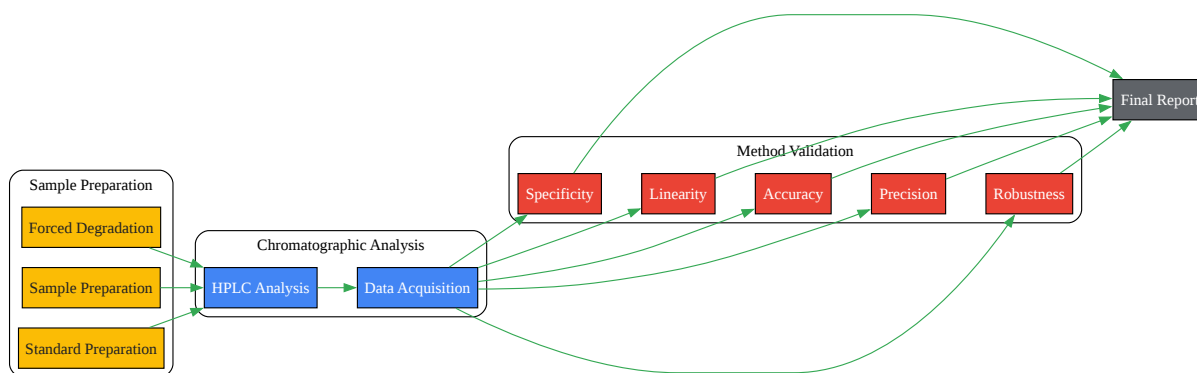 Final Report
Method Validation
Specificity
Linearity
Accuracy
Precision
Robustness
Sample Preparation
Forced Degradation
Sample Preparation
Standard Preparation
Chromatographic Analysis
HPLC Analysis
Data Acquisition